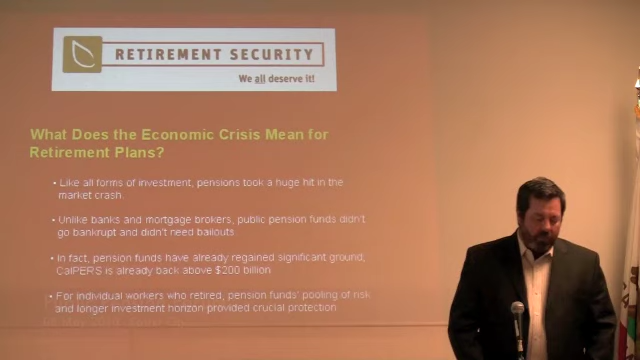 RETIREMENT SECURITY
We all deserve it!
What Does the Economic Crisis Mean for
Retirement Plans?
• Like all forms of investment, pensions took a huge hit in the
market crash.
• Unlike banks and mortgage brokers, public pension funds didn't
go bankrupt and didn't need bailouts.
• In fact, pension funds have already regained significant ground,
CalPERS is already back above $200 billion
• For individual workers who retired, pension funds' pooling of risk
and longer investment horizon provided crucial protection